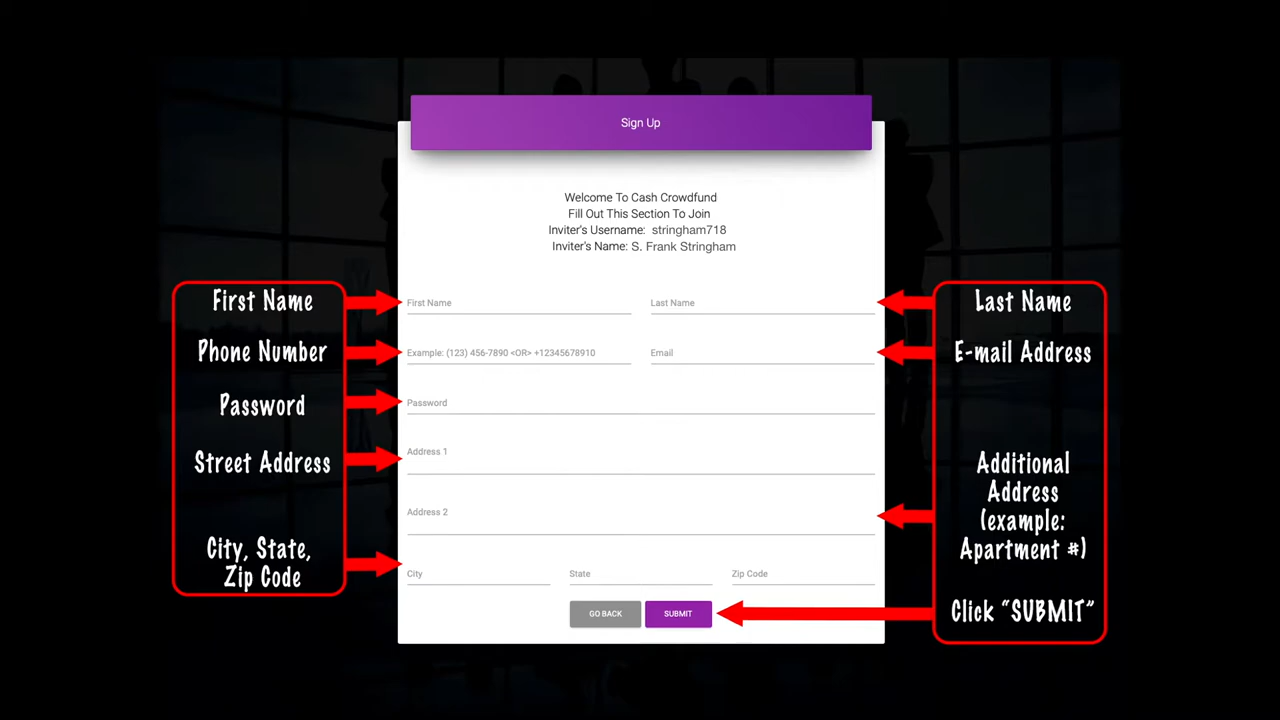 Sign Up
Welcome To Cash Crowdfund
Fill Out This Section To Join
Inviter's Username: stringham718
Inviter's Name: S. Frank Stringham
First Name
Phone Number
Password
Street Address
City, State,
Zip Code
First Name
Last Name
Example: (123) 456-7890 <OR> +12345678910
Email
Password
Address 1
Address 2
City
State
Zip Code
GO BACK
SUBMIT
Last Name
E-mail Address
Additional
Address
(example:
Apartment #)
Click “SUBMIT”